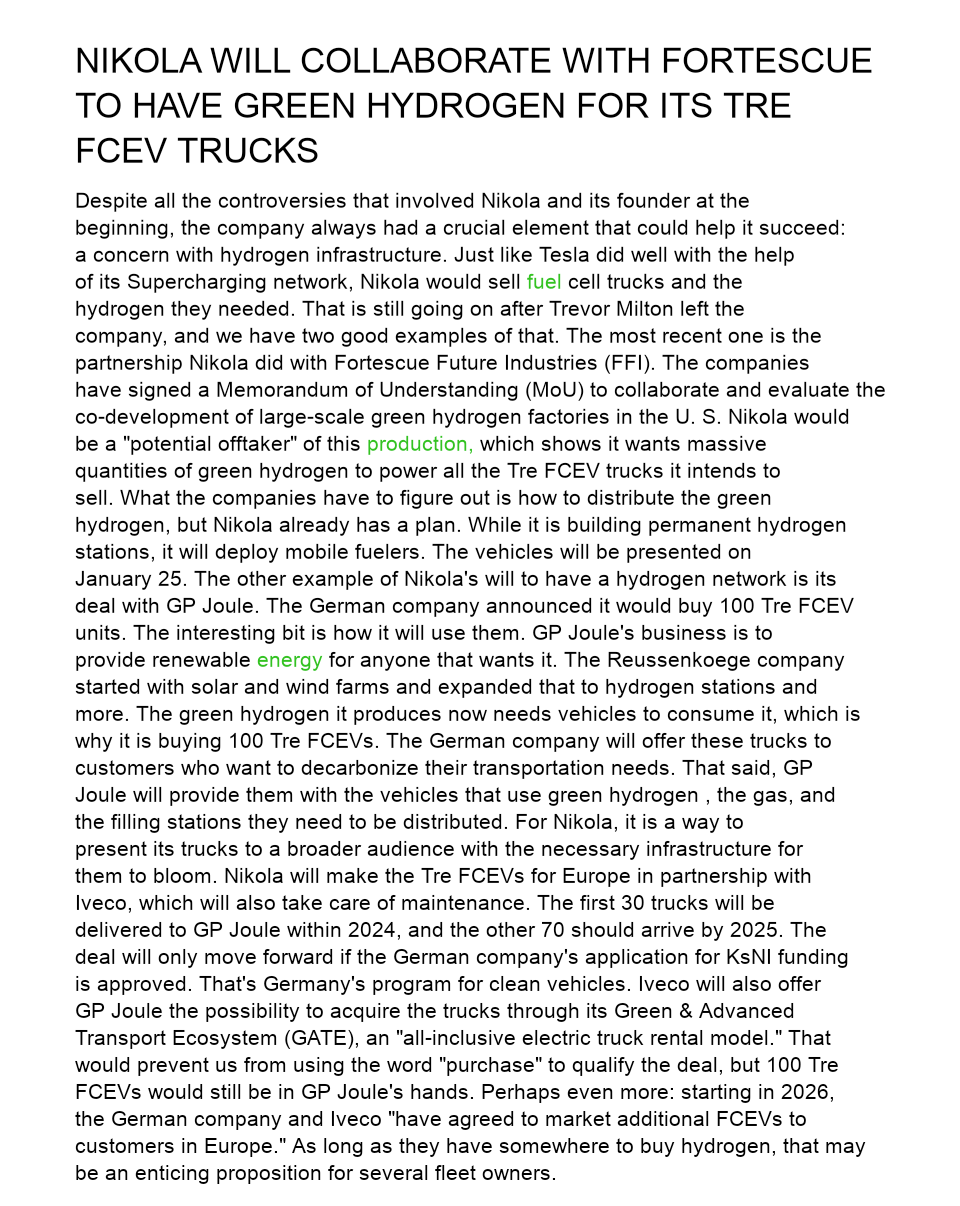 NIKOLA WILL COLLABORATE WITH FORTESCUE
TO HAVE GREEN HYDROGEN FOR ITS TRE
FCEV TRUCKS
Despite all the controversies that involved Nikola and its founder at the
beginning, the company always had a crucial element that could help it succeed:
a concern with hydrogen infrastructure. Just like Tesla did well with the help
of its Supercharging network, Nikola would sell fuel cell trucks and the
hydrogen they needed. That is still going on after Trevor Milton left the
company, and we have two good examples of that. The most recent one is the
partnership Nikola did with Fortescue Future Industries (FFI). The companies
have signed a Memorandum of Understanding (MoU) to collaborate and evaluate the
co-development of large-scale green hydrogen factories in the U. S. Nikola would
be a "potential offtaker" of this production, which shows it wants massive
quantities of green hydrogen to power all the Tre FCEV trucks it intends to
sell. What the companies have to figure out is how to distribute the green
hydrogen, but Nikola already has a plan. While it is building permanent hydrogen
stations, it will deploy mobile fuelers. The vehicles will be presented on
January 25. The other example of Nikola's will to have a hydrogen network is its
deal with GP Joule. The German company announced it would buy 100 Tre FCEV
units. The interesting bit is how it will use them. GP Joule's business is to
provide renewable energy for anyone that wants it. The Reussenkoege company
started with solar and wind farms and expanded that to hydrogen stations and
more. The green hydrogen it produces now needs vehicles to consume it, which is
why it is buying 100 Tre FCEVs. The German company will offer these trucks to
customers who want to decarbonize their transportation needs. That said, GP
Joule will provide them with the vehicles that use green hydrogen , the gas, and
the filling stations they need to be distributed. For Nikola, it is a way to
present its trucks to a broader audience with the necessary infrastructure for
them to bloom. Nikola will make the Tre FCEVs for Europe in partnership with
Iveco, which will also take care of maintenance. The first 30 trucks will be
delivered to GP Joule within 2024, and the other 70 should arrive by 2025. The
deal will only move forward if the German company's application for KsNI funding
is approved. That's Germany's program for clean vehicles. Iveco will also offer
GP Joule the possibility to acquire the trucks through its Green & Advanced
Transport Ecosystem (GATE), an "all-inclusive electric truck rental model." That
would prevent us from using the word "purchase" to qualify the deal, but 100 Tre
FCEVs would still be in GP Joule's hands. Perhaps even more: starting in 2026,
the German company and Iveco "have agreed to market additional FCEVs to
customers in Europe." As long as they have somewhere to buy hydrogen, that may
be an enticing proposition for several fleet owners.